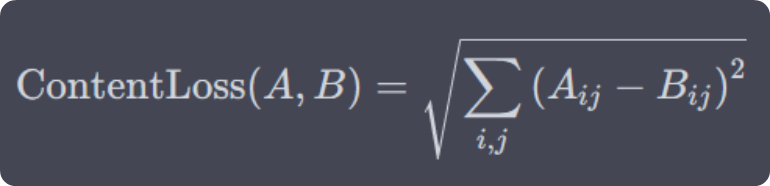 ContentLoss(A, B) = √∑_{i,j} (A_{ij} − B_{ij})^2